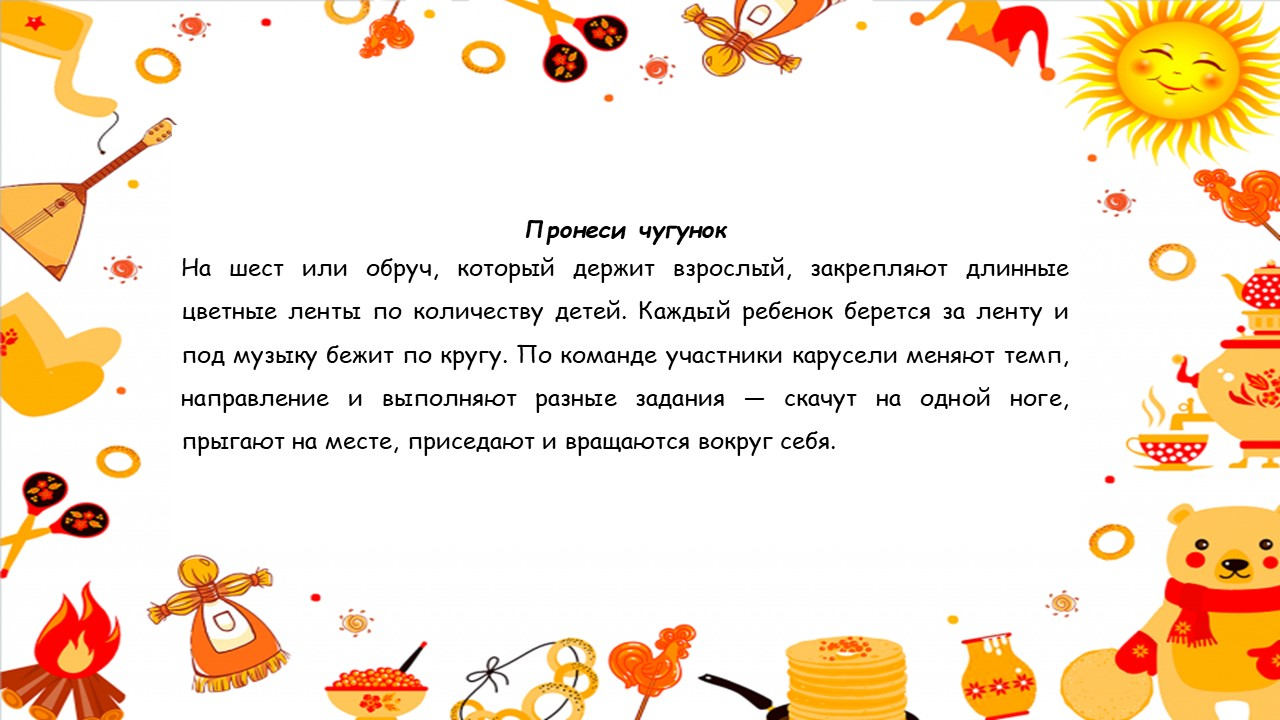 Пронеси чугунок
На шест или обруч, который держит взрослый, закрепляют длинные
цветные ленты по количеству детей. Каждый ребенок берется за ленту и
под музыку бежит по кругу. По команде участники карусели меняют темп,
направление и выполняют разные задания — скачут на одной ноге,
прыгают на месте, приседают и вращаются вокруг себя.